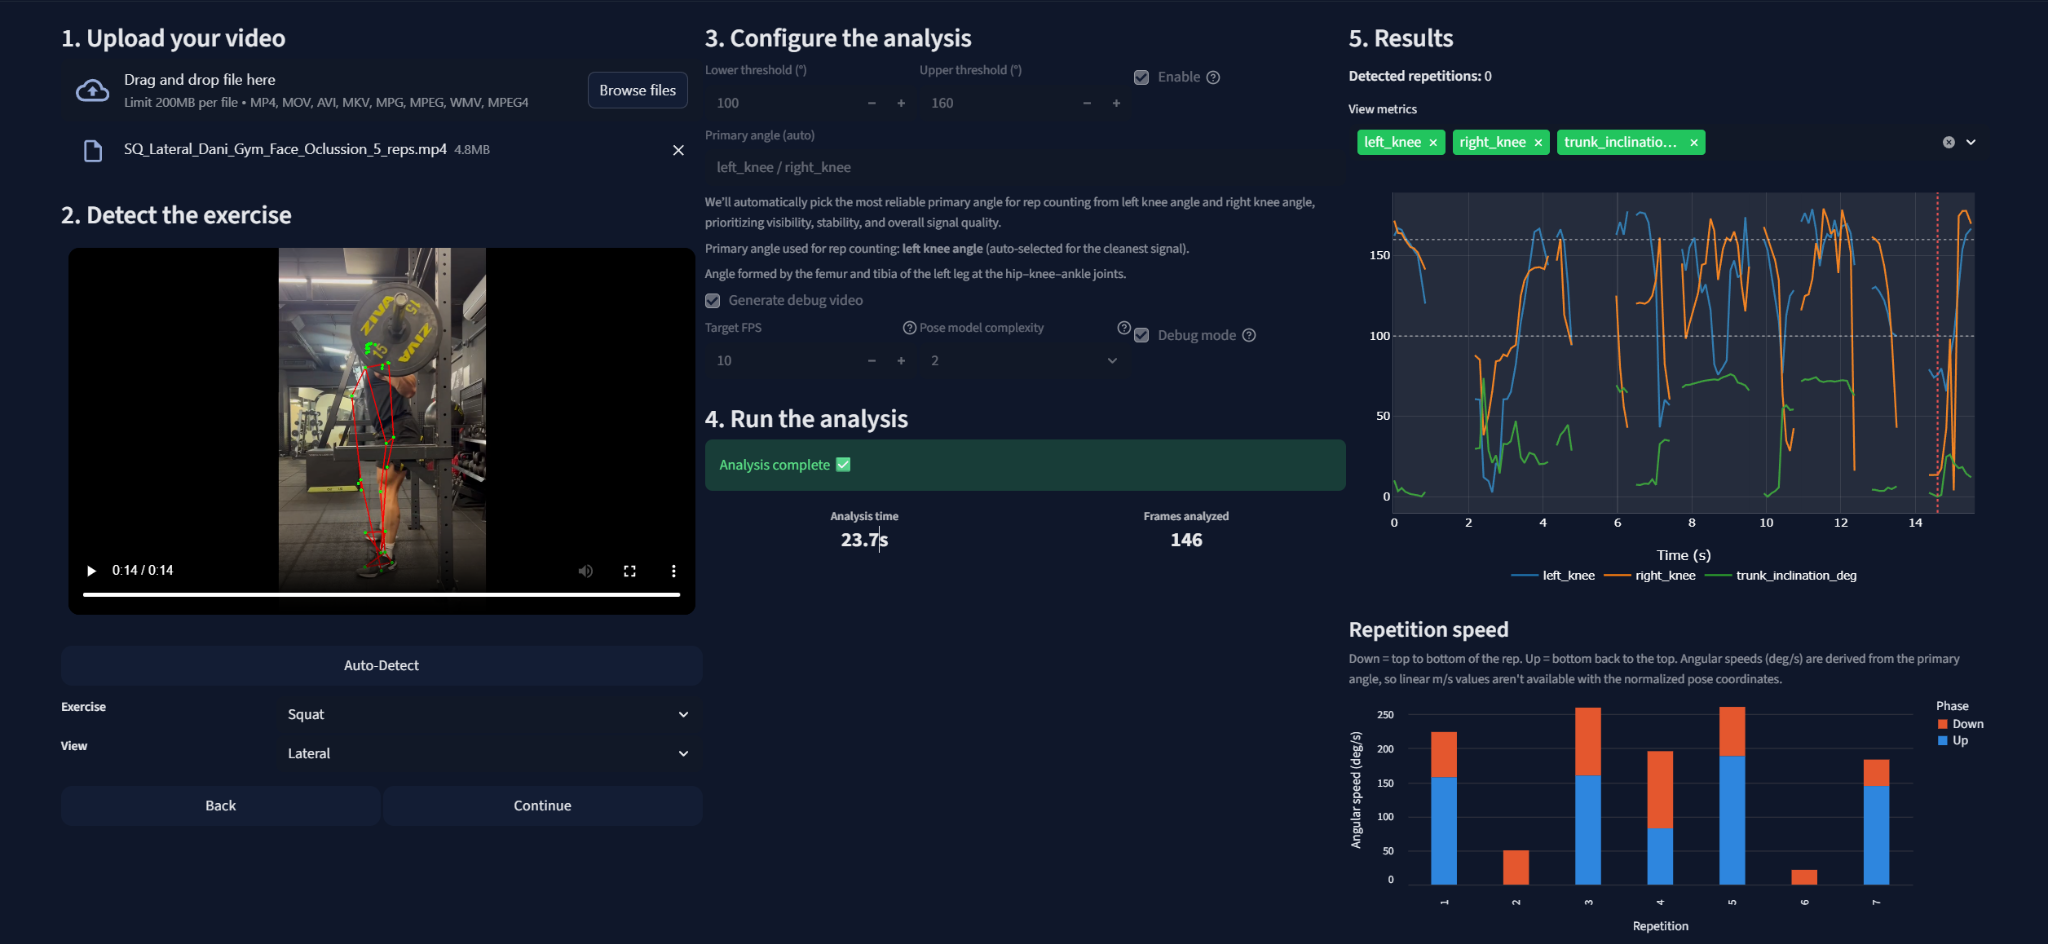 1. Upload your video
Drag and drop file here
Limit 200MB per file • MP4, MOV, AVI, MKV, MPG, MPEG, WMV, MPEG4
Browse files
SQ_Lateral_Dani_Gym_Face_Oclussion_5_reps.mp4 4.8MB
2. Detect the exercise
ZIVA
15
ZIVA
15
0:14 / 0:14
Auto-Detect
Exercise
Squat
View
Lateral
Back
Continue
3. Configure the analysis
Lower threshold (°)
Upper threshold (°)
Enable
100
160
Primary angle (auto)
left_knee / right_knee
We'll automatically pick the most reliable primary angle for rep counting from left knee angle and right knee angle,
prioritizing visibility, stability, and overall signal quality.
Primary angle used for rep counting: left knee angle (auto-selected for the cleanest signal).
Angle formed by the femur and tibia of the left leg at the hip–knee–ankle joints.
Generate debug video
Target FPS
Pose model complexity
Debug mode
10
2
4. Run the analysis
Analysis complete ✅
Analysis time
23.7s
Frames analyzed
146
5. Results
Detected repetitions: 0
View metrics
left_knee
right_knee
trunk_inclinatio...
150
100
50
0
0 2 4 6 8 10 12 14
Time (s)
left_knee right_knee trunk_inclination_deg
Repetition speed
Down = top to bottom of the rep. Up = bottom back to the top. Angular speeds (deg/s) are derived from the primary
angle, so linear m/s values aren't available with the normalized pose coordinates.
Phase
Down
Up
Angular speed (deg/s)
250
200
150
100
50
0
1 2 3 4 5 6 7
Repetition